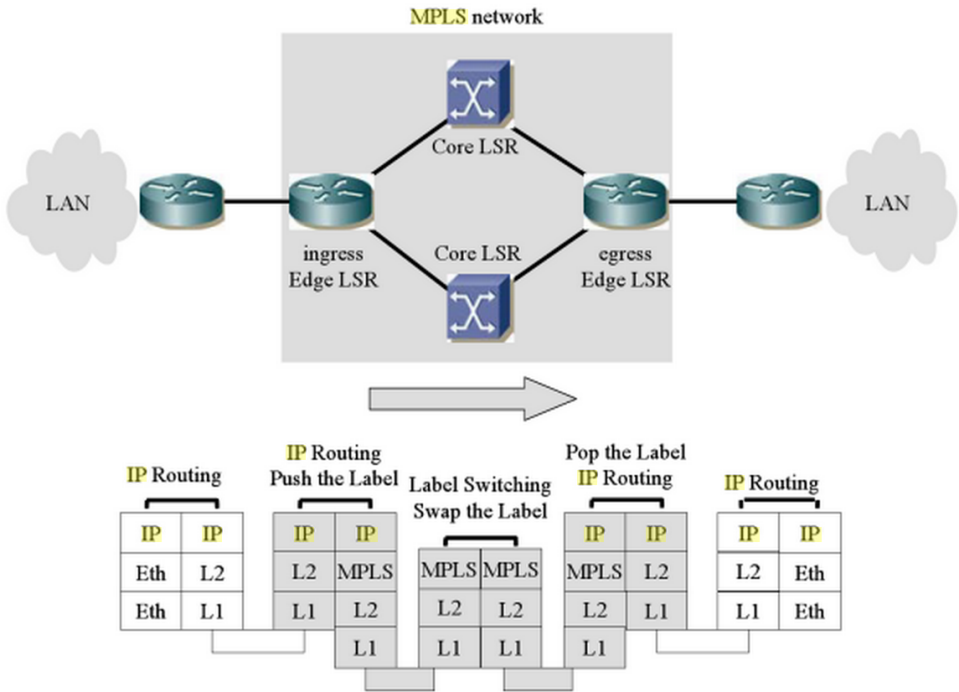 MPLS network
Core LSR
LAN
LAN
ingress
Edge LSR
Core LSR
egress
Edge LSR
IP Routing
IP Routing
Push the Label
Label Switching
Swap the Label
Pop the Label
IP Routing
IP Routing
IP IP
Eth L2
Eth L1
IP IP
L2 MPLS
L1 L2
L1
MPLS MPLS
L2 L2
L1 L1
IP IP
MPLS L2
L2 L1
L1
IP IP
L2 Eth
L1 Eth